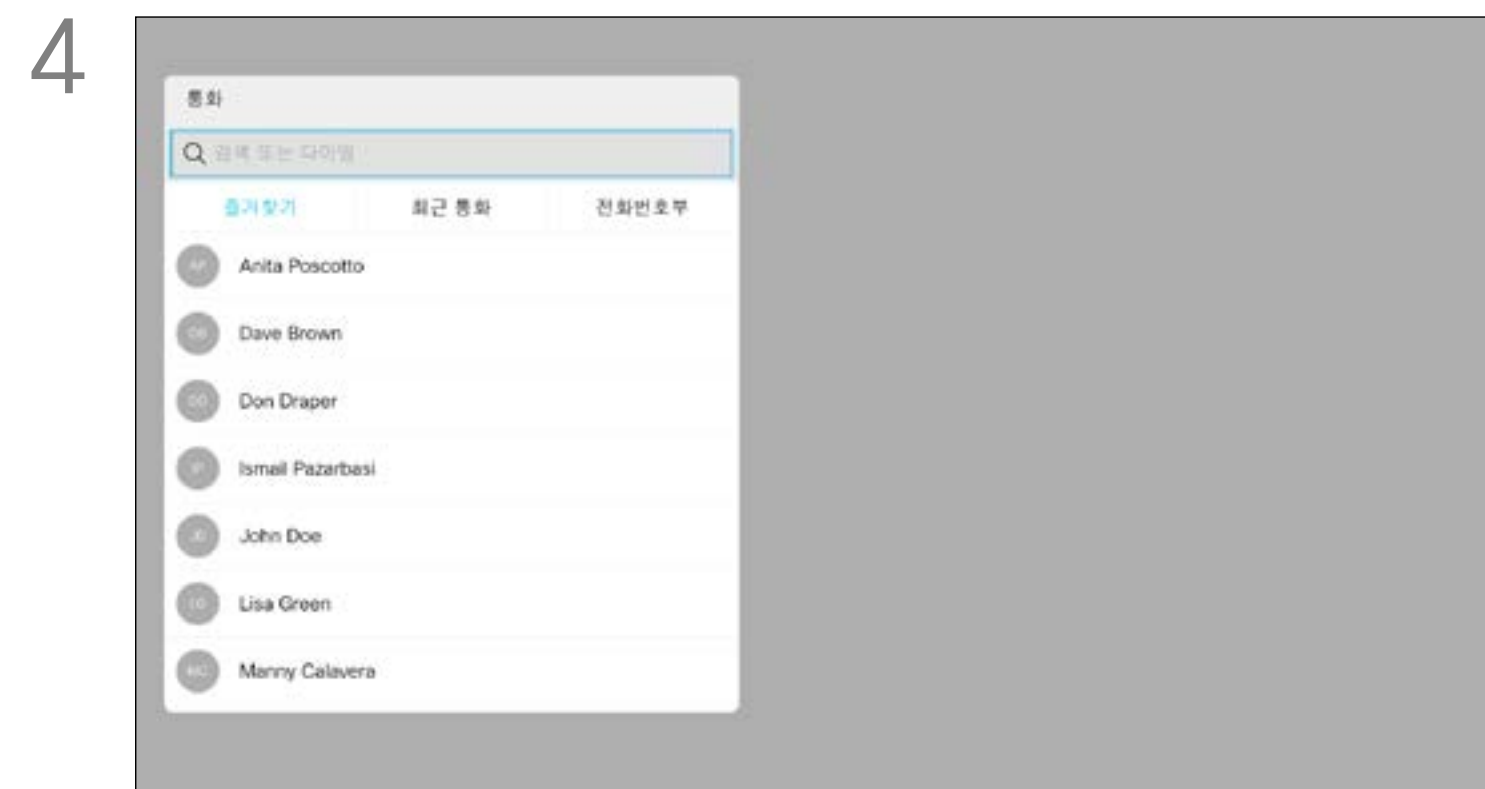 4
통화
검색 또는 다이얼
즐겨찾기 최근 통화 전화번호부
Anita Poscotto
Dave Brown
Don Draper
Ismail Pazarbasi
John Doe
Lisa Green
Manny Calavera